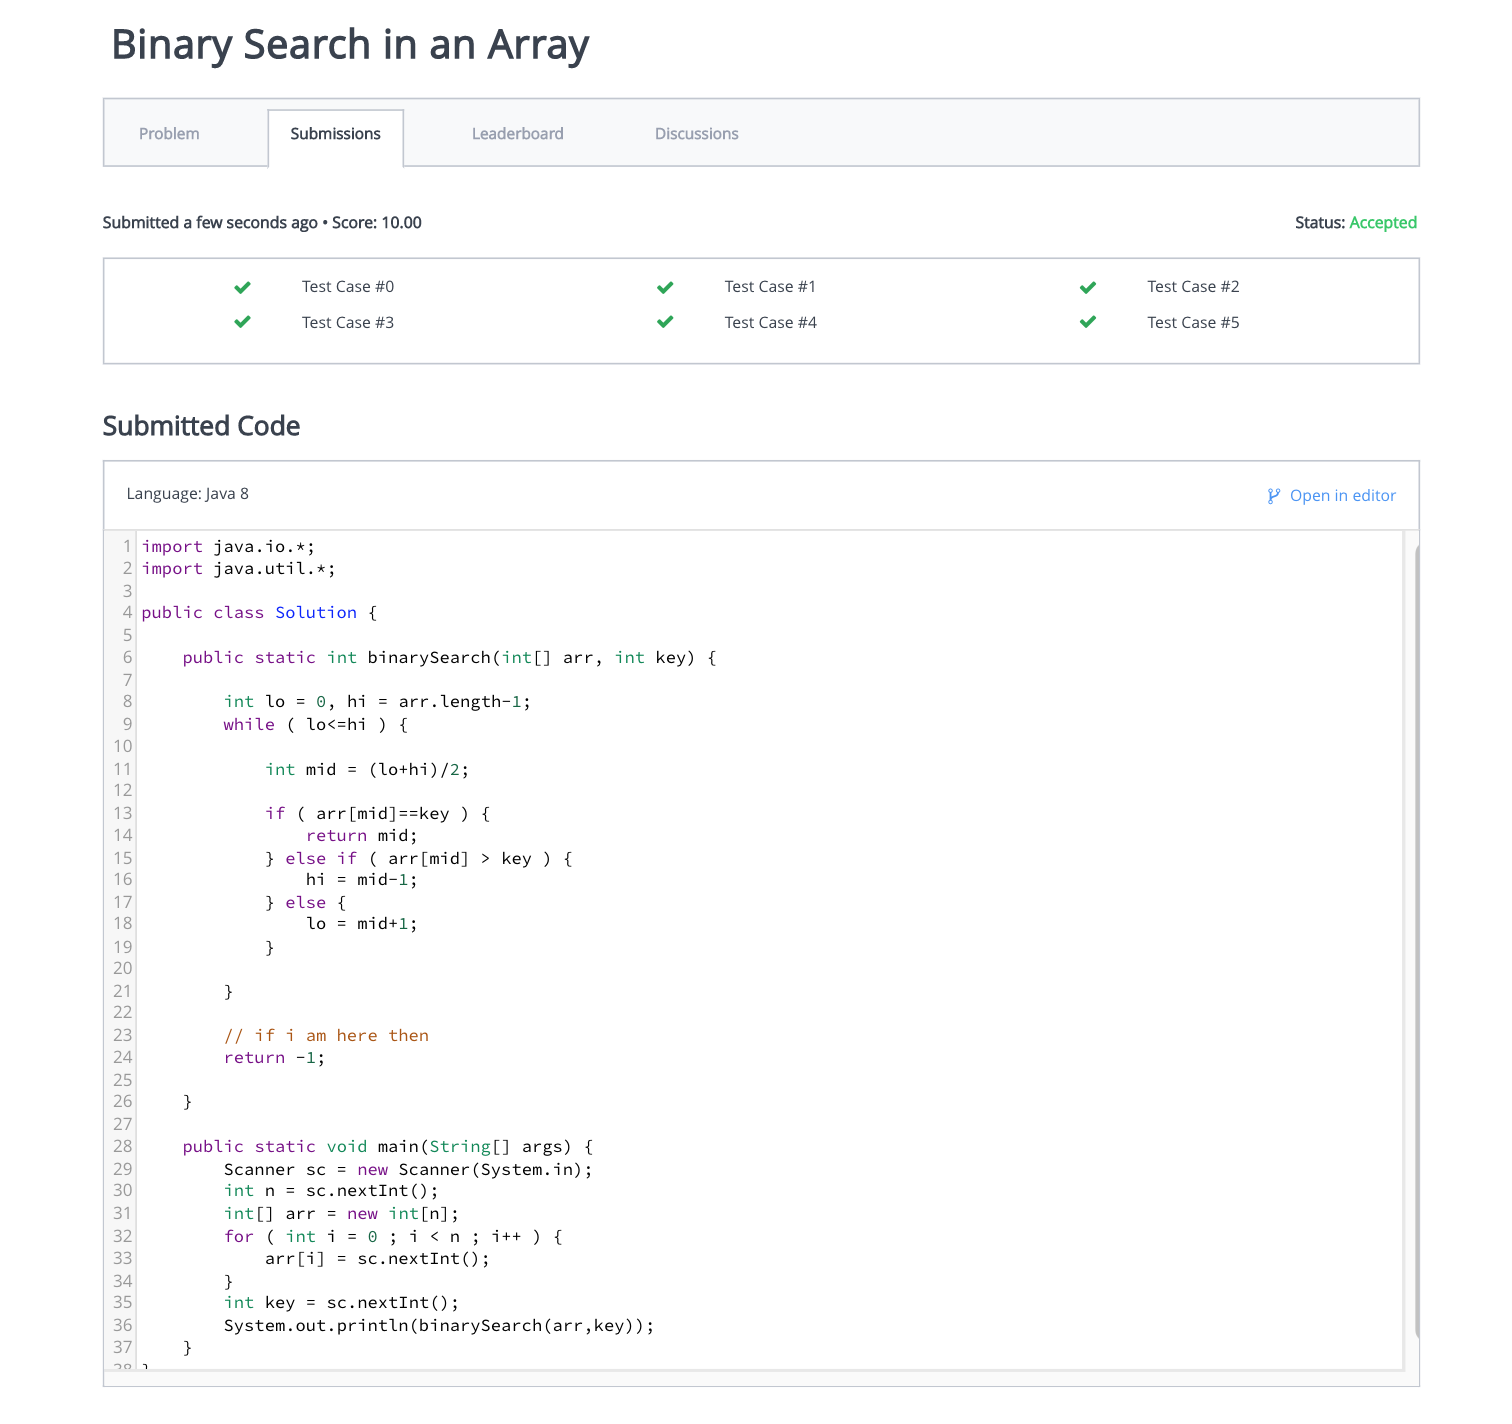 Binary Search in an Array
Problem Submissions Leaderboard Discussions
Submitted a few seconds ago • Score: 10.00 Status: Accepted
Test Case #0 Test Case #1 Test Case #2
Test Case #3 Test Case #4 Test Case #5
Submitted Code
Language: Java 8 Open in editor
1 import java.io.*;
2 import java.util.*;
3
4 public class Solution {
5
6     public static int binarySearch(int[] arr, int key) {
7
8         int lo = 0, hi = arr.length-1;
9         while ( lo<=hi ) {
10
11             int mid = (lo+hi)/2;
12
13             if ( arr[mid]==key ) {
14                 return mid;
15             } else if ( arr[mid] > key ) {
16                 hi = mid-1;
17             } else {
18                 lo = mid+1;
19             }
20
21         }
22
23         // if i am here then
24         return -1;
25
26     }
27
28     public static void main(String[] args) {
29         Scanner sc = new Scanner(System.in);
30         int n = sc.nextInt();
31         int[] arr = new int[n];
32         for ( int i = 0 ; i < n ; i++ ) {
33             arr[i] = sc.nextInt();
34         }
35         int key = sc.nextInt();
36         System.out.println(binarySearch(arr,key));
37     }
38 }